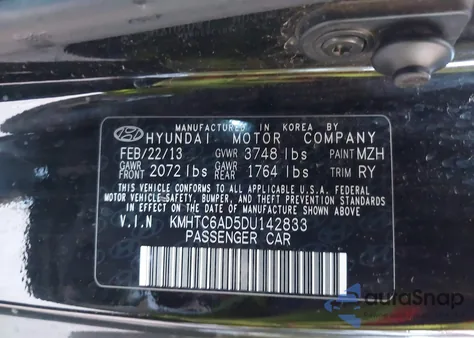 MANUFACTURED IN KOREA BY
HYUNDAI MOTOR COMPANY
FEB/22/13 GVWR 3748 lbs PAINT MZH
GAWR FRONT 2072 lbs GAWR REAR 1764 lbs TRIM RY
THIS VEHICLE CONFORMS TO ALL APPLICABLE U.S.A. FEDERAL
MOTOR VEHICLE SAFETY, BUMPER, AND THEFT PREVENTION STANDARDS
IN EFFECT ON THE DATE OF MANUFACTURE SHOWN ABOVE.
V.I.N KMHTC6AD5DU142833
PASSENGER CAR
autoSnap